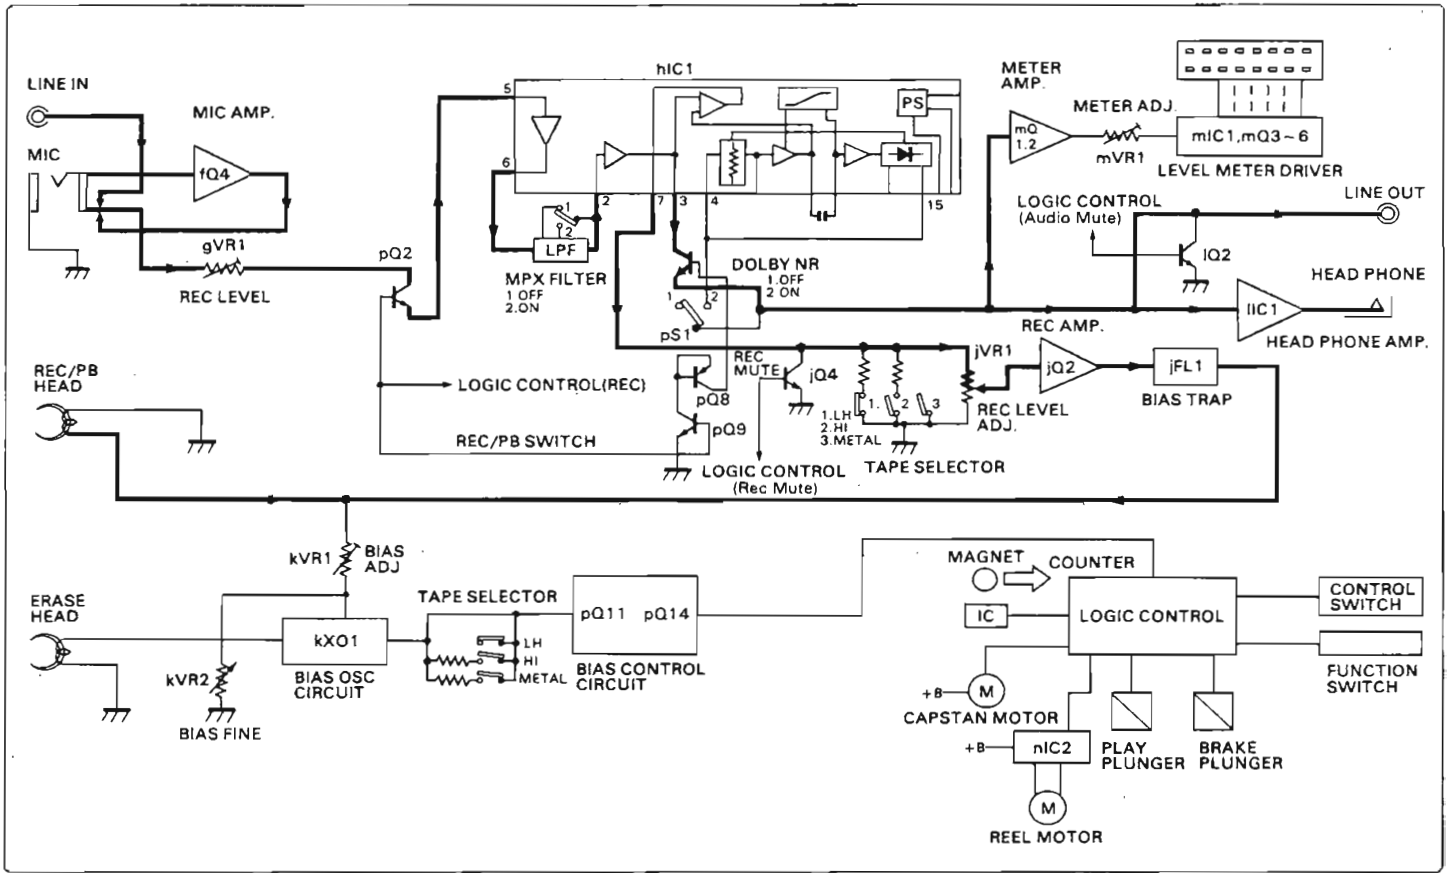 LINE IN
MIC
MIC AMP.
fQ4
gVR1
REC LEVEL
pQ2
hIC1
5
6
2
7
3
4
15
PS
1
2
LPF
MPX FILTER
1 OFF
2.ON
DOLBY NR
1.OFF
2 ON
1
2
pS1
METER
AMP.
mQ
1.2
METER ADJ.
mVR1
mIC1,mQ3~6
LEVEL METER DRIVER
LINE OUT
LOGIC CONTROL
(Audio Mute)
lQ2
HEAD PHONE
lIC1
HEAD PHONE AMP.
REC AMP.
REC/PB
HEAD
LOGIC CONTROL(REC)
REC/PB SWITCH
pQ8
pQ9
REC
MUTE
jQ4
LOGIC CONTROL
(Rec Mute)
1.
2
3
1.LH
2.HI
3.METAL
TAPE SELECTOR
jVR1
REC LEVEL
ADJ.
jQ2
jFL1
BIAS TRAP
kVR1
BIAS
ADJ
ERASE
HEAD
kVR2
BIAS FINE
kXO1
BIAS OSC
CIRCUIT
TAPE SELECTOR
LH
HI
METAL
pQ11 pQ14
BIAS CONTROL
CIRCUIT
MAGNET
COUNTER
IC
LOGIC CONTROL
CONTROL
SWITCH
FUNCTION
SWITCH
+B
M
CAPSTAN MOTOR
+B
nIC2
M
REEL MOTOR
PLAY
PLUNGER
BRAKE
PLUNGER